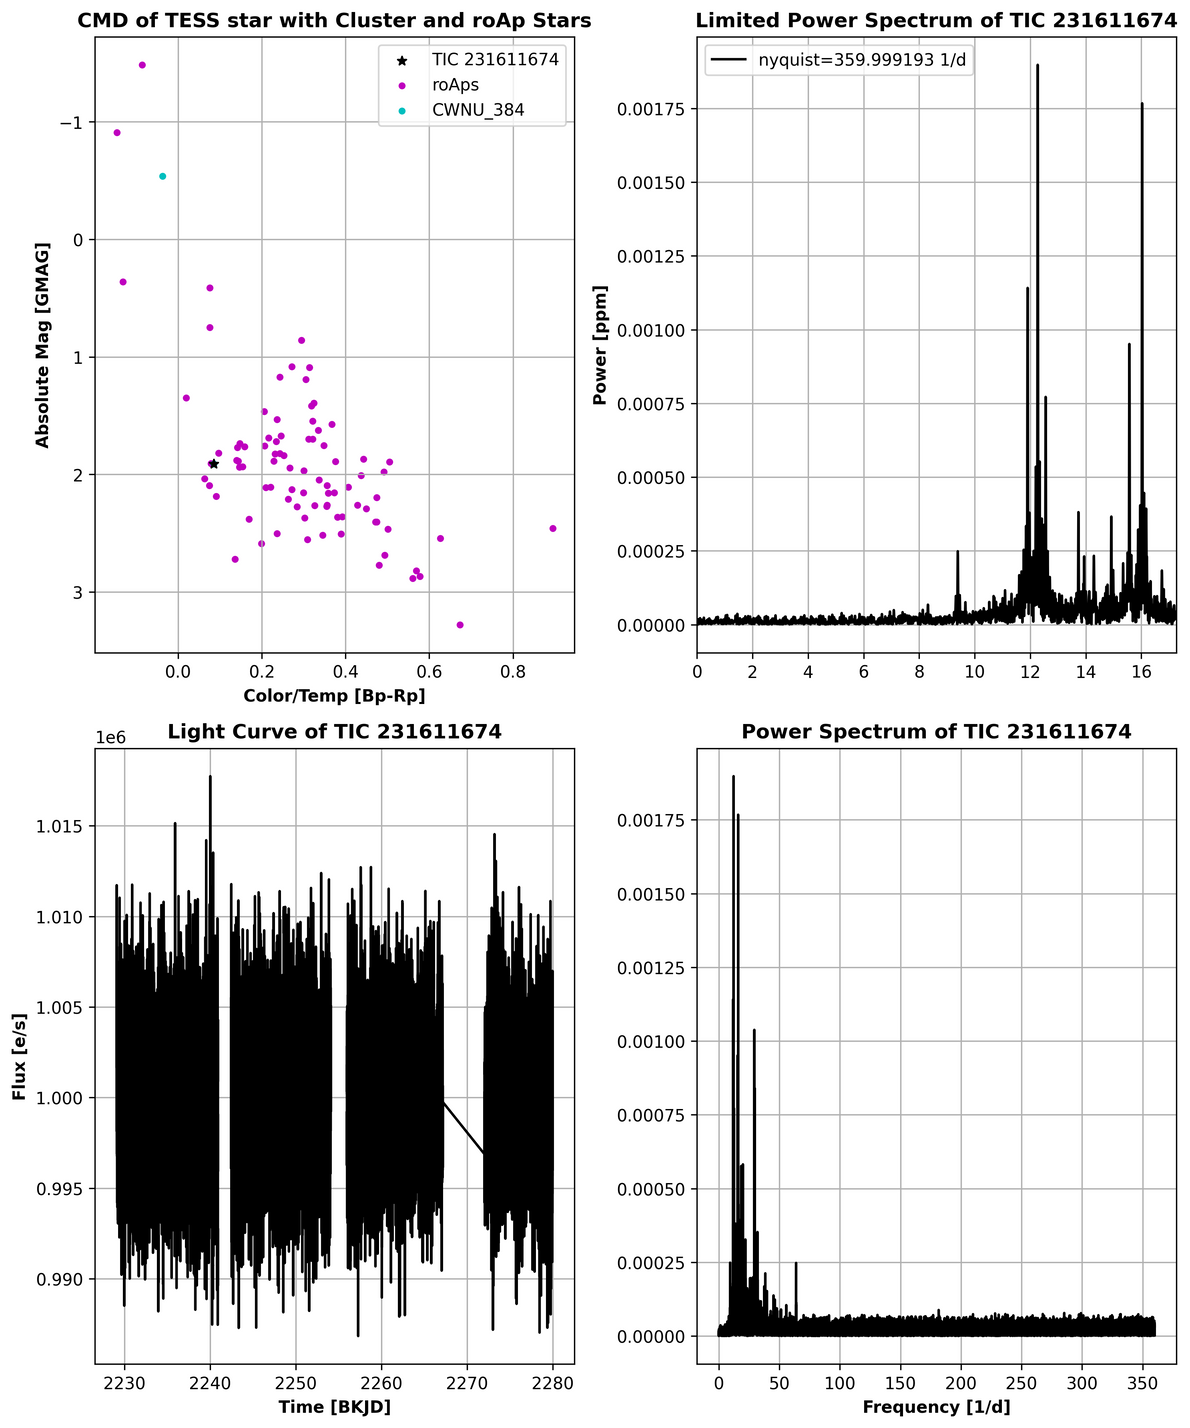 CMD of TESS star with Cluster and roAp Stars
TIC 231611674
roAps
CWNU_384
−1
0
1
2
3
Absolute Mag [GMAG]
0.0 0.2 0.4 0.6 0.8
Color/Temp [Bp-Rp]
Limited Power Spectrum of TIC 231611674
nyquist=359.999193 1/d
0.00175
0.00150
0.00125
0.00100
0.00075
0.00050
0.00025
0.00000
Power [ppm]
0 2 4 6 8 10 12 14 16
Light Curve of TIC 231611674
1e6
1.015
1.010
1.005
1.000
0.995
0.990
Flux [e/s]
2230 2240 2250 2260 2270 2280
Time [BKJD]
Power Spectrum of TIC 231611674
0.00175
0.00150
0.00125
0.00100
0.00075
0.00050
0.00025
0.00000
0 50 100 150 200 250 300 350
Frequency [1/d]